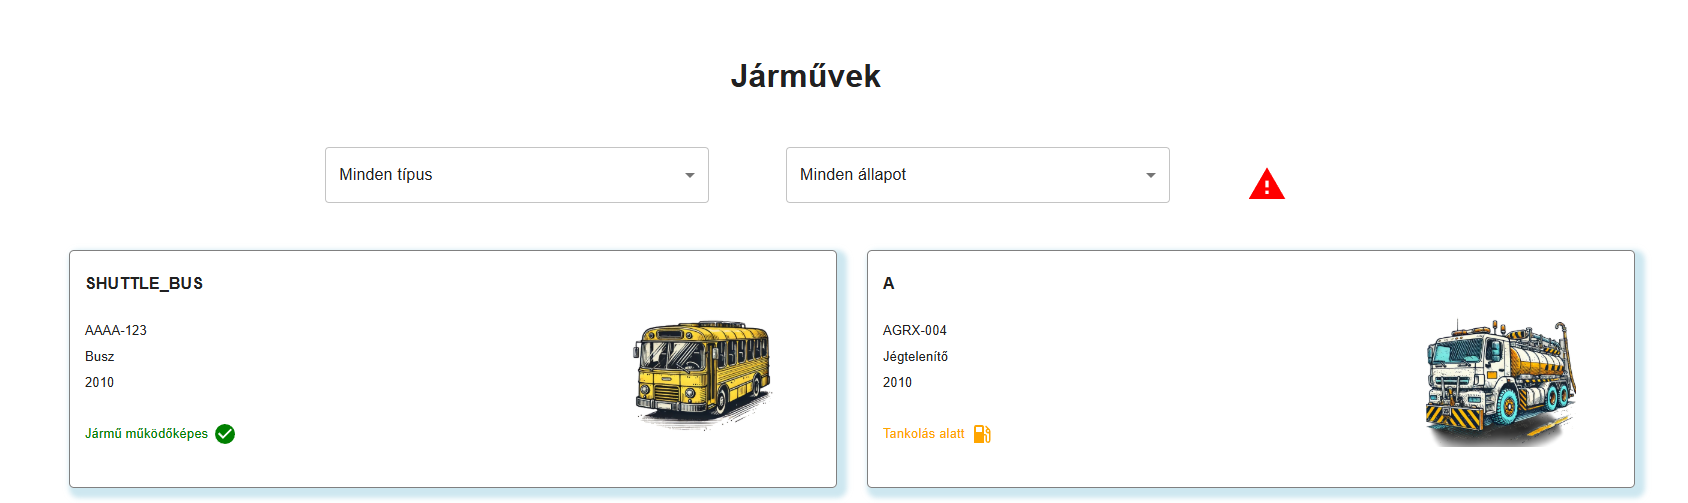 Járművek
Minden típus
Minden állapot
SHUTTLE_BUS
AAAA-123
Busz
2010
Jármű működőképes
A
AGRX-004
Jégtelenítő
2010
Tankolás alatt